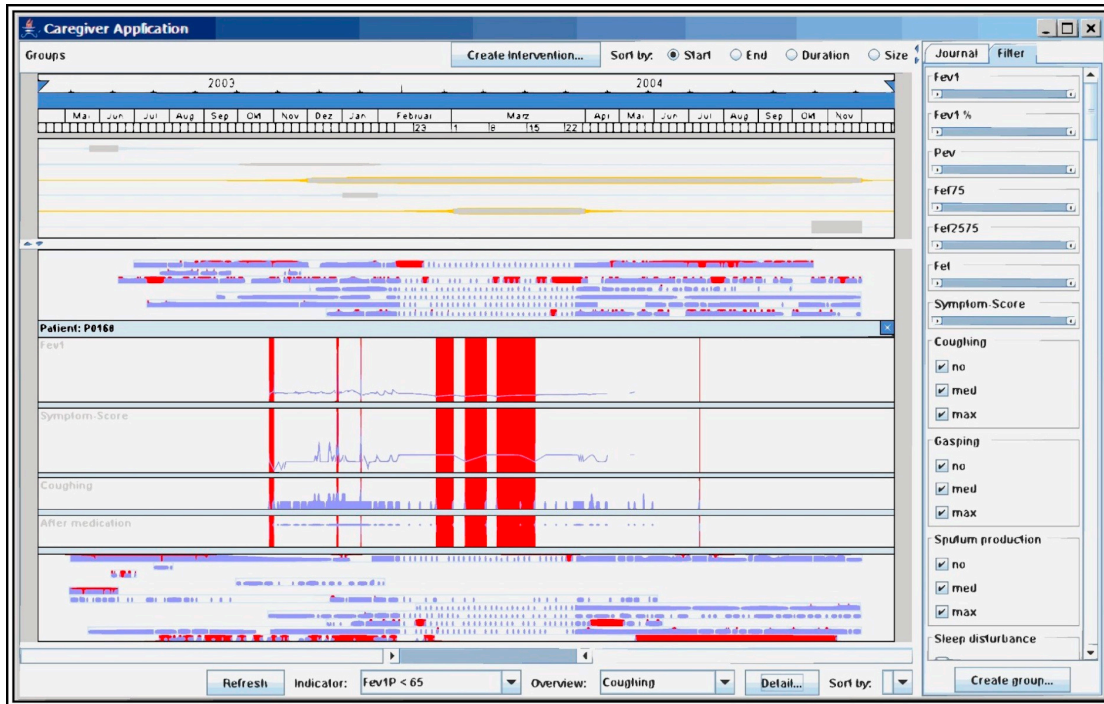 Caregiver Application
Groups
Create Intervention...
Sort by:
Start
End
Duration
Size
2003
2004
Mai
Jun
Jul
Aug
Sep
Okt
Nov
Dez
Jan
Februar
März
Apr
Mai
Jun
Jul
Aug
Sep
Okt
Nov
23
1
8
15
22
Patient: P0160
Fev1
Symptom-Score
Coughing
After medication
Refresh
Indicator:
Fev1P < 65
Overview:
Coughing
Detail...
Sort by:
Journal
Filter
Fev1
Fev1 %
Pev
Fef75
Fef2575
Fet
Symptom-Score
Coughing
no
med
max
Gasping
no
med
max
Sputum production
no
med
max
Sleep disturbance
Create group...